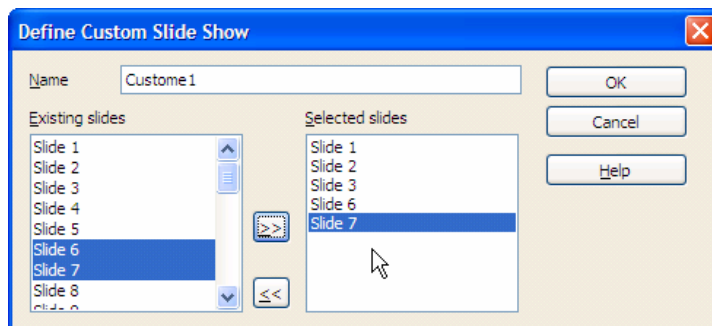 Define Custom Slide Show
Name
Custome1
OK
Existing slides
Selected slides
Cancel
Help
Slide 1
Slide 2
Slide 3
Slide 4
Slide 5
Slide 6
Slide 7
Slide 8
>>
<<
Slide 1
Slide 2
Slide 3
Slide 6
Slide 7